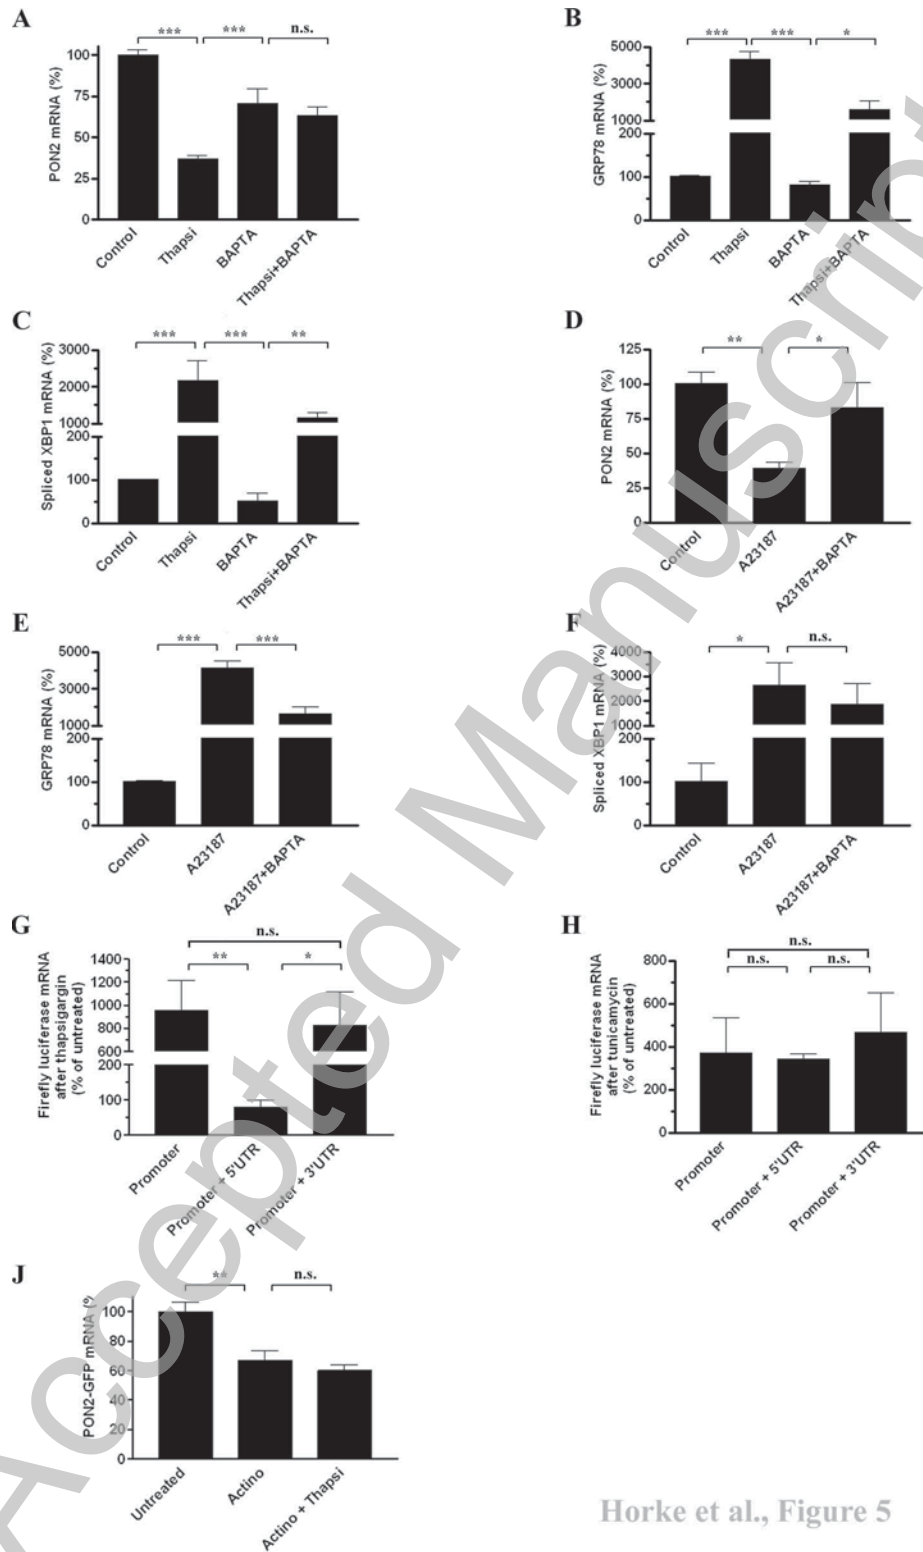 A
PON2 mRNA (%)
100
75
50
25
0
*** *** n.s.
Control Thapsi BAPTA Thapsi+BAPTA
B
GRP78 mRNA (%)
5000
3000
1000
200
100
0
*** *** *
Control Thapsi BAPTA Thapsi+BAPTA
C
Spliced XBP1 mRNA (%)
3000
2000
1000
200
100
0
*** *** **
Control Thapsi BAPTA Thapsi+BAPTA
D
PON2 mRNA (%)
125
100
75
50
25
0
** *
Control A23187 A23187+BAPTA
E
GRP78 mRNA (%)
5000
3000
1000
200
100
0
*** ***
Control A23187 A23187+BAPTA
F
Spliced XBP1 mRNA (%)
4000
3000
2000
1000
200
100
0
* n.s.
Control A23187 A23187+BAPTA
G
Firefly luciferase mRNA
after thapsigargin
(% of untreated)
1400
1200
1000
800
600
200
100
0
n.s.
** *
Promoter Promoter + 5'UTR Promoter + 3'UTR
H
Firefly luciferase mRNA
after tunicamycin
(% of untreated)
800
600
400
200
0
n.s.
n.s. n.s.
Promoter Promoter + 5'UTR Promoter + 3'UTR
J
PON2-GFP mRNA
100
80
60
40
20
0
** n.s.
Untreated Actino Actino + Thapsi
Accepted Manuscript
Horke et al., Figure 5